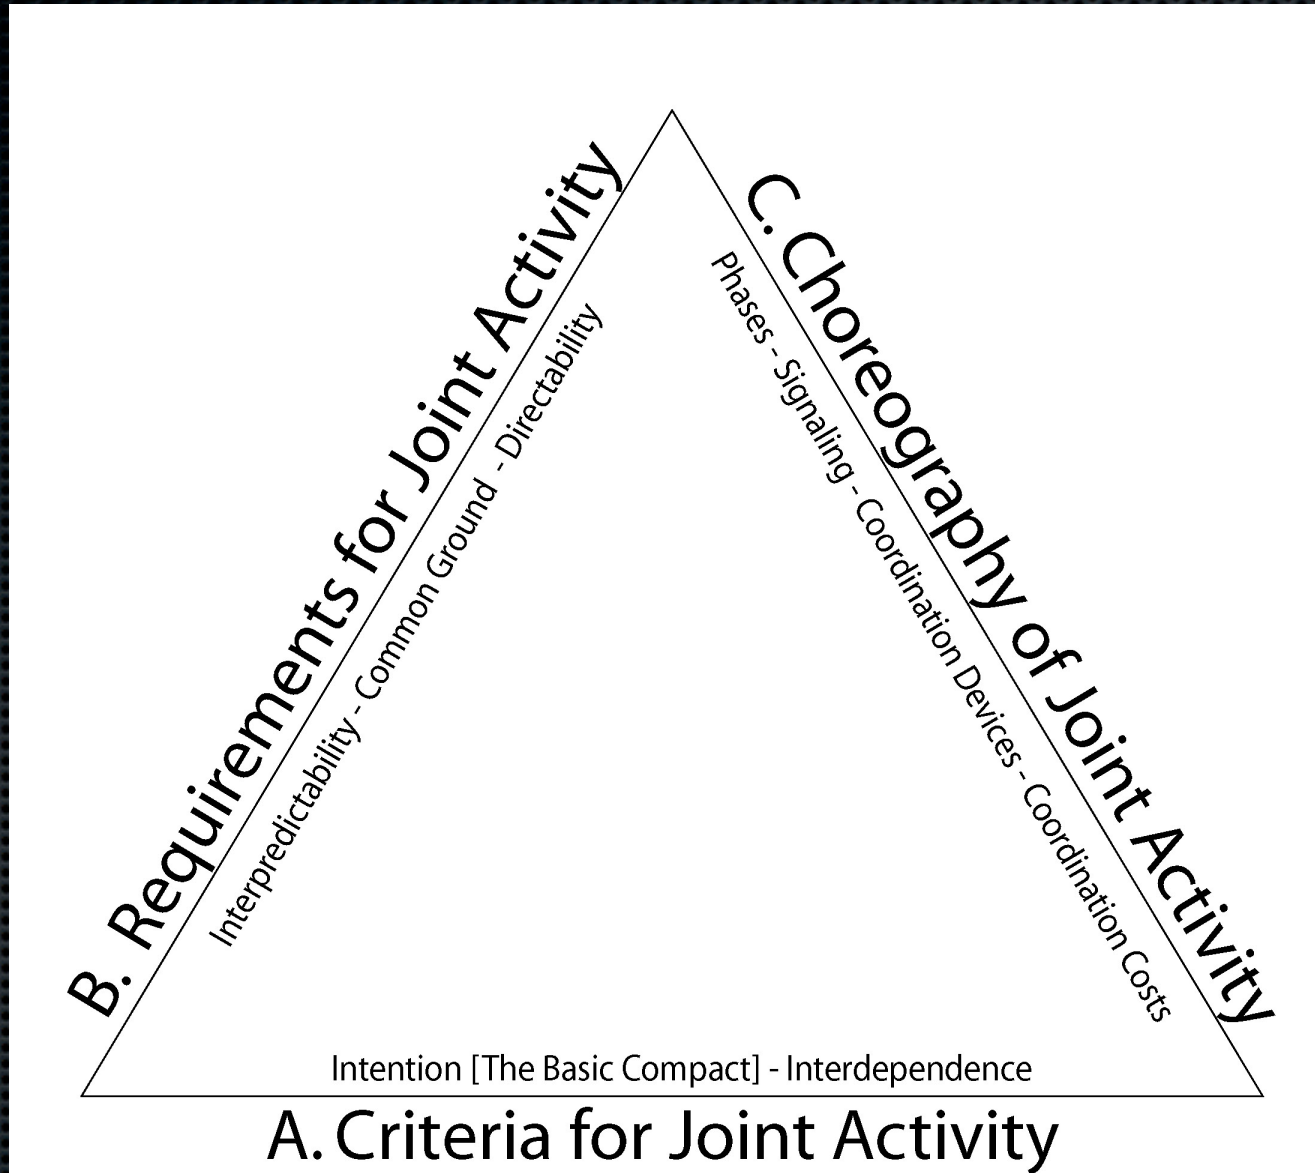 B. Requirements for Joint Activity
Interpredictability - Common Ground - Directability
C. Choreography of Joint Activity
Phases - Signaling - Coordination Devices - Coordination Costs
Intention [The Basic Compact] - Interdependence
A. Criteria for Joint Activity